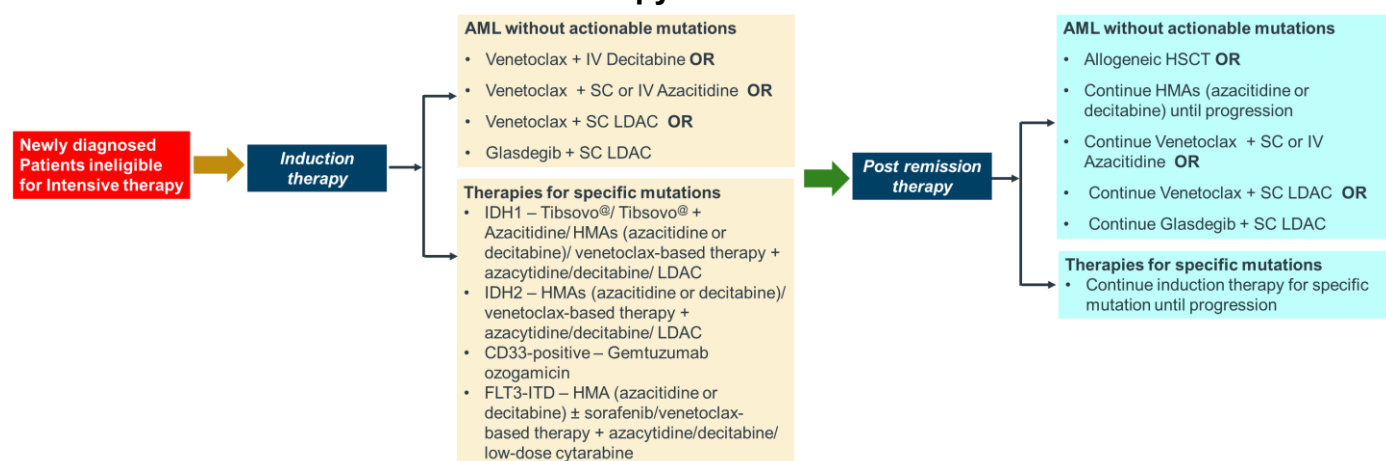 Newly diagnosed
Patients ineligible
for Intensive therapy
Induction
therapy
AML without actionable mutations
• Venetoclax + IV Decitabine OR
• Venetoclax + SC or IV Azacitidine OR
• Venetoclax + SC LDAC OR
• Glasdegib + SC LDAC
Therapies for specific mutations
• IDH1 – Tibsovo@/ Tibsovo@ +
Azacitidine/ HMAs (azacitidine or
decitabine)/ venetoclax-based therapy +
azacytidine/decitabine/ LDAC
• IDH2 – HMAs (azacitidine or decitabine)/
venetoclax-based therapy +
azacytidine/decitabine/ LDAC
• CD33-positive – Gemtuzumab
ozogamicin
• FLT3-ITD – HMA (azacitidine or
decitabine) ± sorafenib/venetoclax-
based therapy + azacytidine/decitabine/
low-dose cytarabine
Post remission
therapy
AML without actionable mutations
• Allogeneic HSCT OR
• Continue HMAs (azacitidine or
decitabine) until progression
• Continue Venetoclax + SC or IV
Azacitidine OR
• Continue Venetoclax + SC LDAC OR
• Continue Glasdegib + SC LDAC
Therapies for specific mutations
• Continue induction therapy for specific
mutation until progression